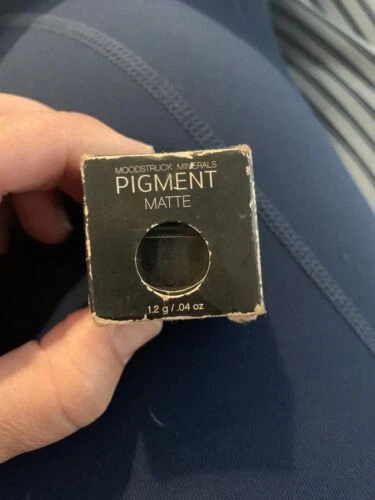 MOODSTRUCK MINERALS
PIGMENT
MATTE
1.2 g / .04 oz